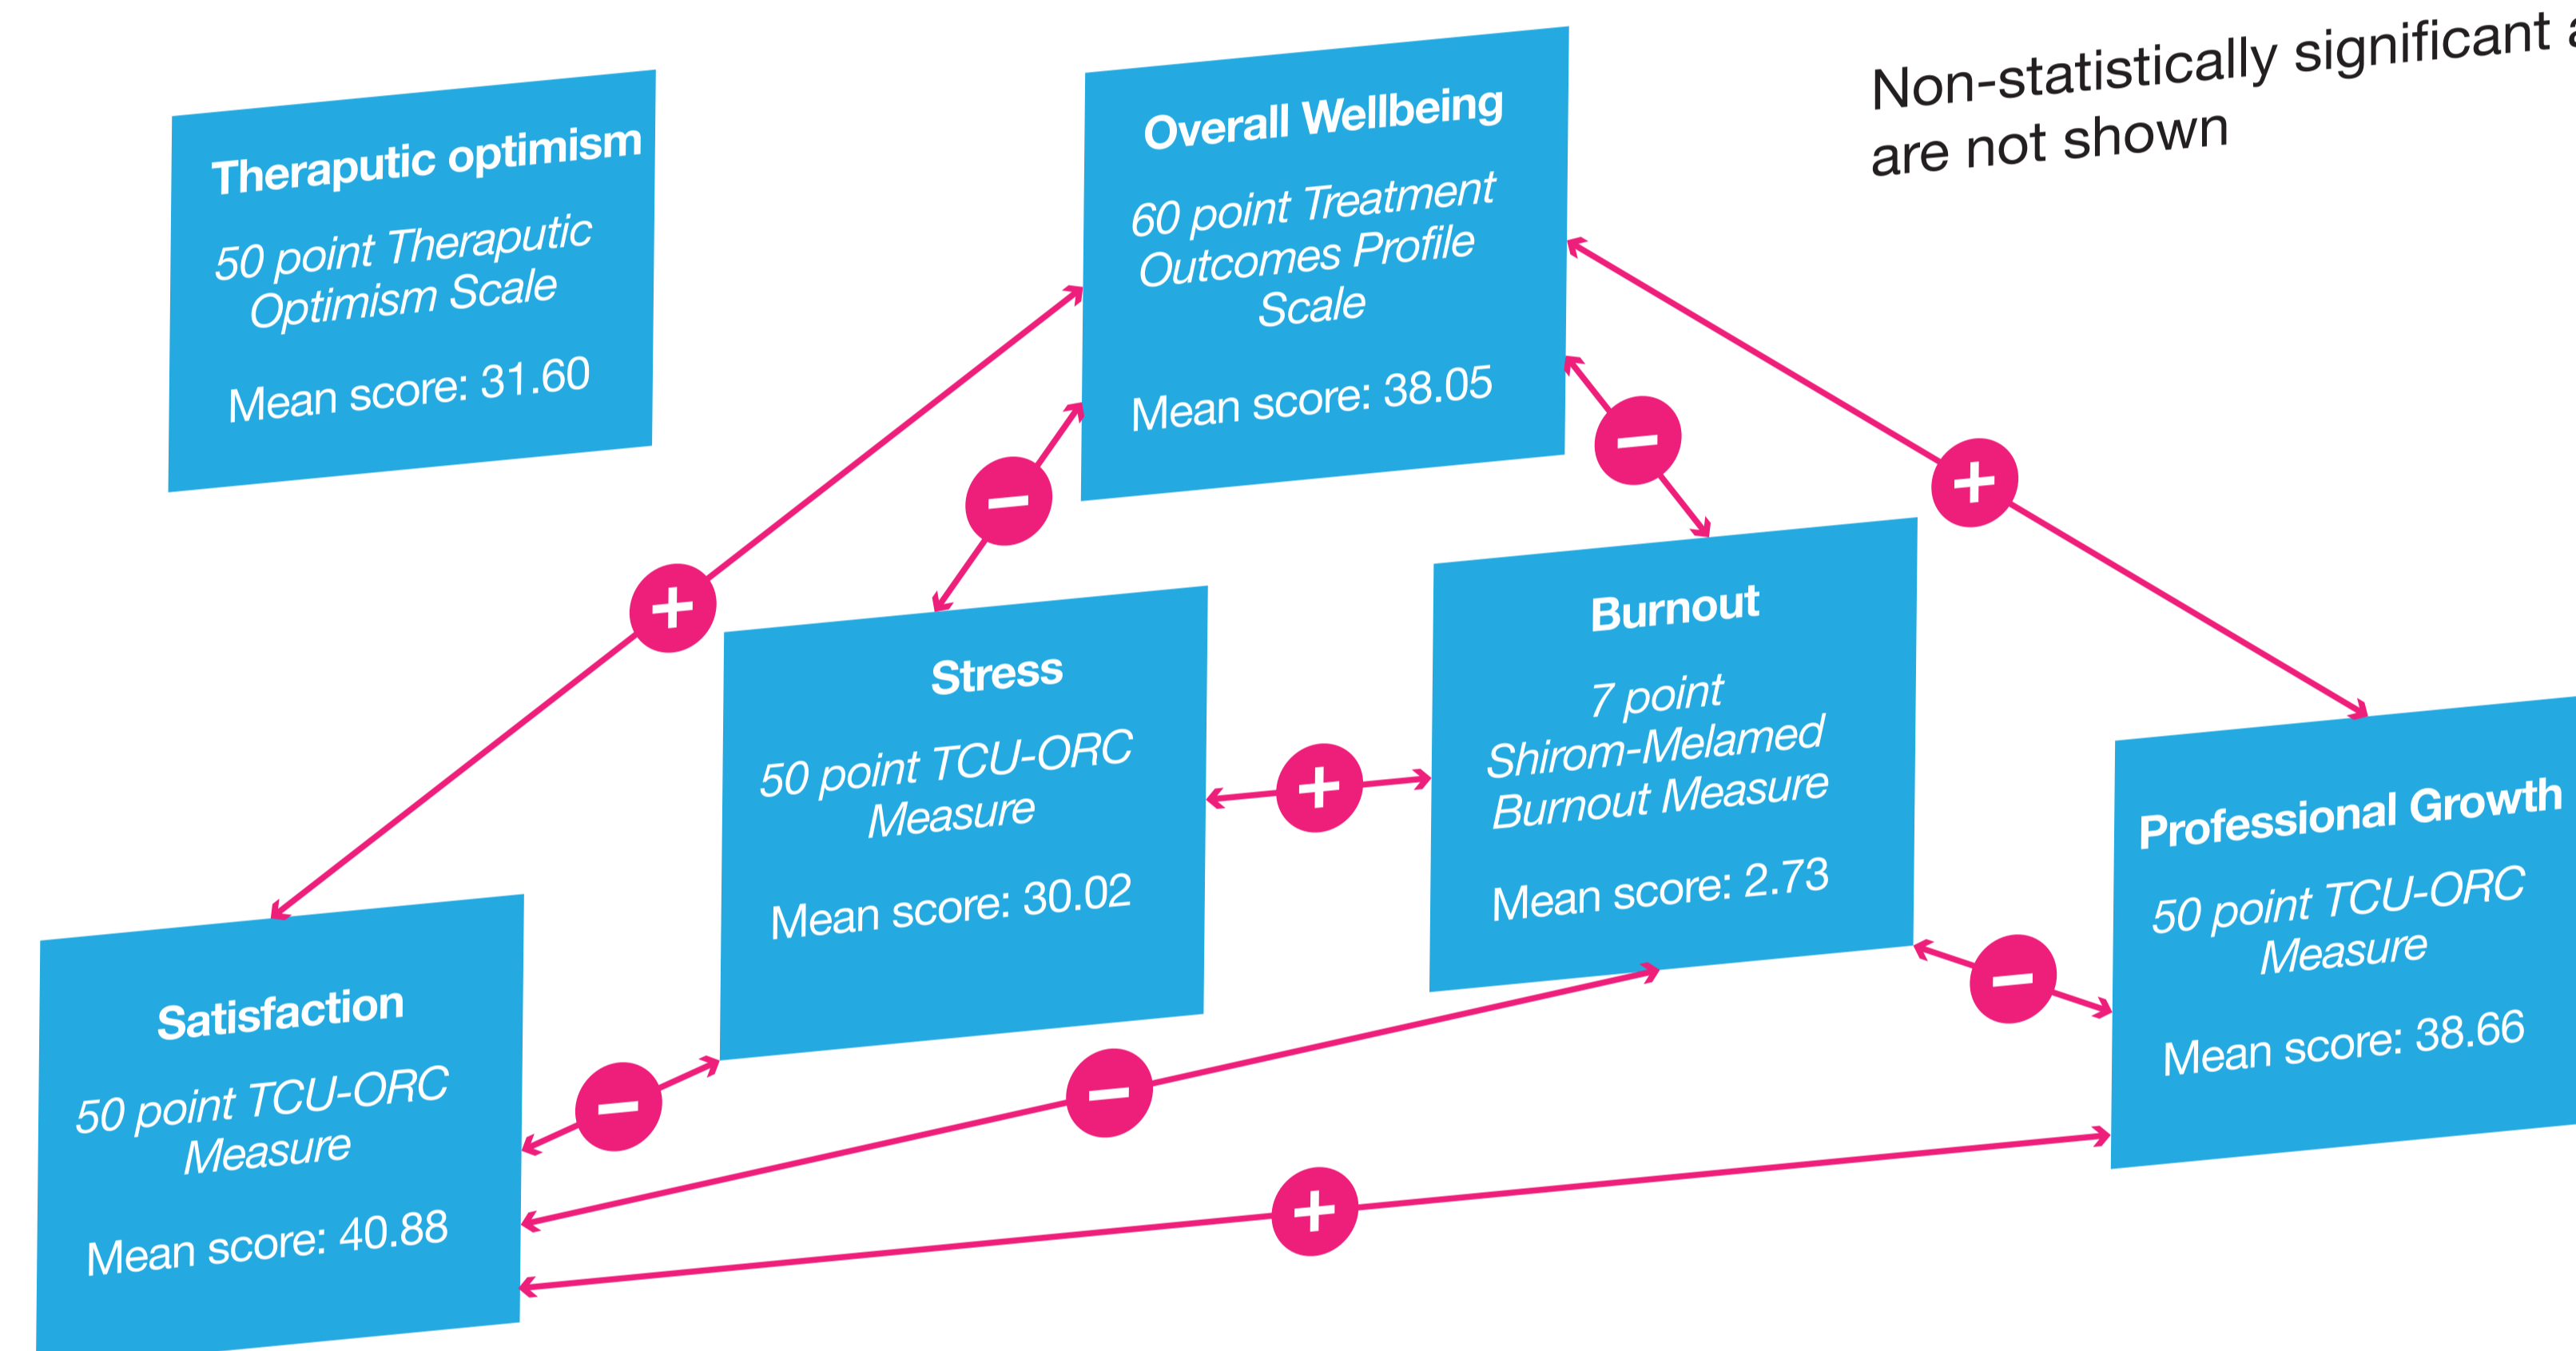 Theraputic optimism
50 point Theraputic
Optimism Scale
Mean score: 31.60
Overall Wellbeing
60 point Treatment
Outcomes Profile
Scale
Mean score: 38.05
Non-statistically significant
are not shown
Stress
50 point TCU-ORC
Measure
Mean score: 30.02
Burnout
7 point
Shirom-Melamed
Burnout Measure
Mean score: 2.73
Professional Growth
50 point TCU-ORC
Measure
Mean score: 38.66
Satisfaction
50 point TCU-ORC
Measure
Mean score: 40.88